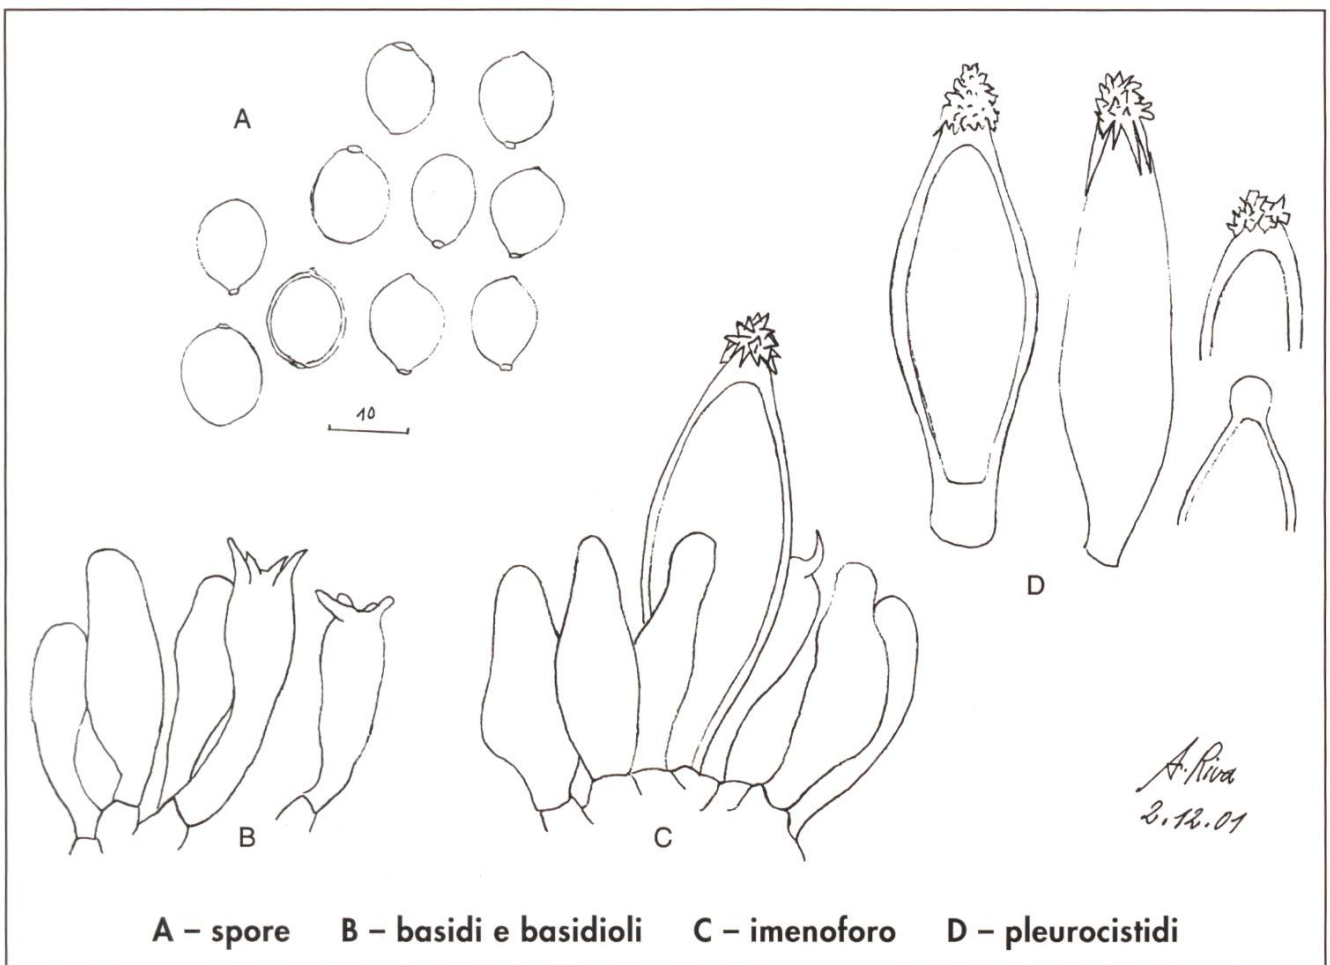 A
10
D
B
C
A. Riva
2.12.01
A – spore B – basidi e basidioli C – imenoforo D – pleurocistidi